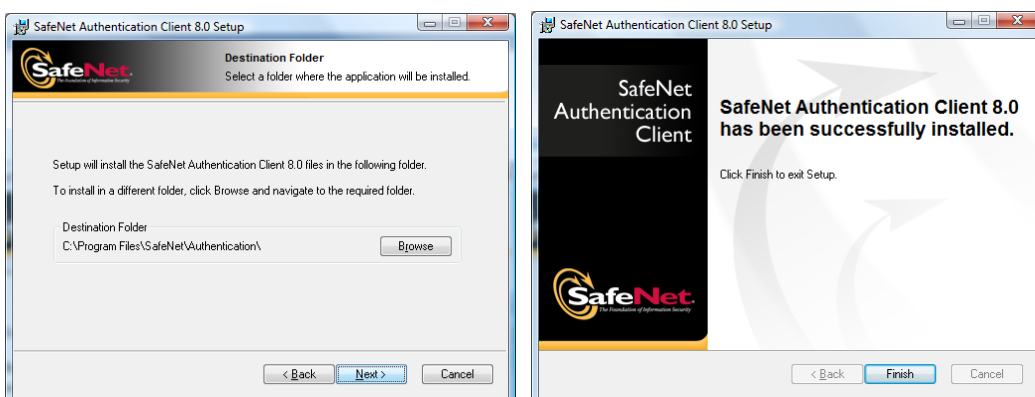 SafeNet Authentication Client 8.0 Setup
SafeNet.
The Foundation of Information Security
Destination Folder
Select a folder where the application will be installed.
Setup will install the SafeNet Authentication Client 8.0 files in the following folder.
To install in a different folder, click Browse and navigate to the required folder.
Destination Folder
C:\Program Files\SafeNet\Authentication\
Browse
< Back
Next >
Cancel
SafeNet Authentication Client 8.0 Setup
SafeNet
Authentication
Client
SafeNet Authentication Client 8.0
has been successfully installed.
Click Finish to exit Setup.
SafeNet.
The Foundation of Information Security
< Back
Finish
Cancel